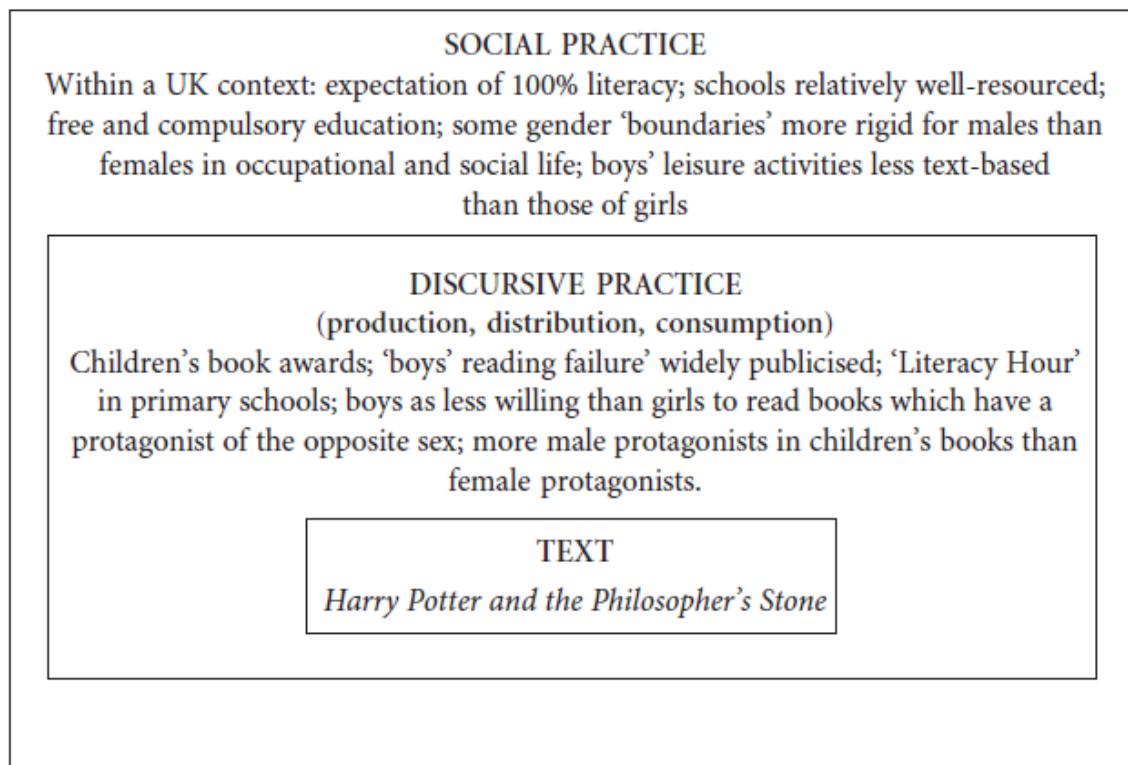 SOCIAL PRACTICE
Within a UK context: expectation of 100% literacy; schools relatively well-resourced;
free and compulsory education; some gender ‘boundaries’ more rigid for males than
females in occupational and social life; boys’ leisure activities less text-based
than those of girls
DISCURSIVE PRACTICE
(production, distribution, consumption)
Children’s book awards; ‘boys’ reading failure’ widely publicised; ‘Literacy Hour’
in primary schools; boys as less willing than girls to read books which have a
protagonist of the opposite sex; more male protagonists in children’s books than
female protagonists.
TEXT
Harry Potter and the Philosopher’s Stone